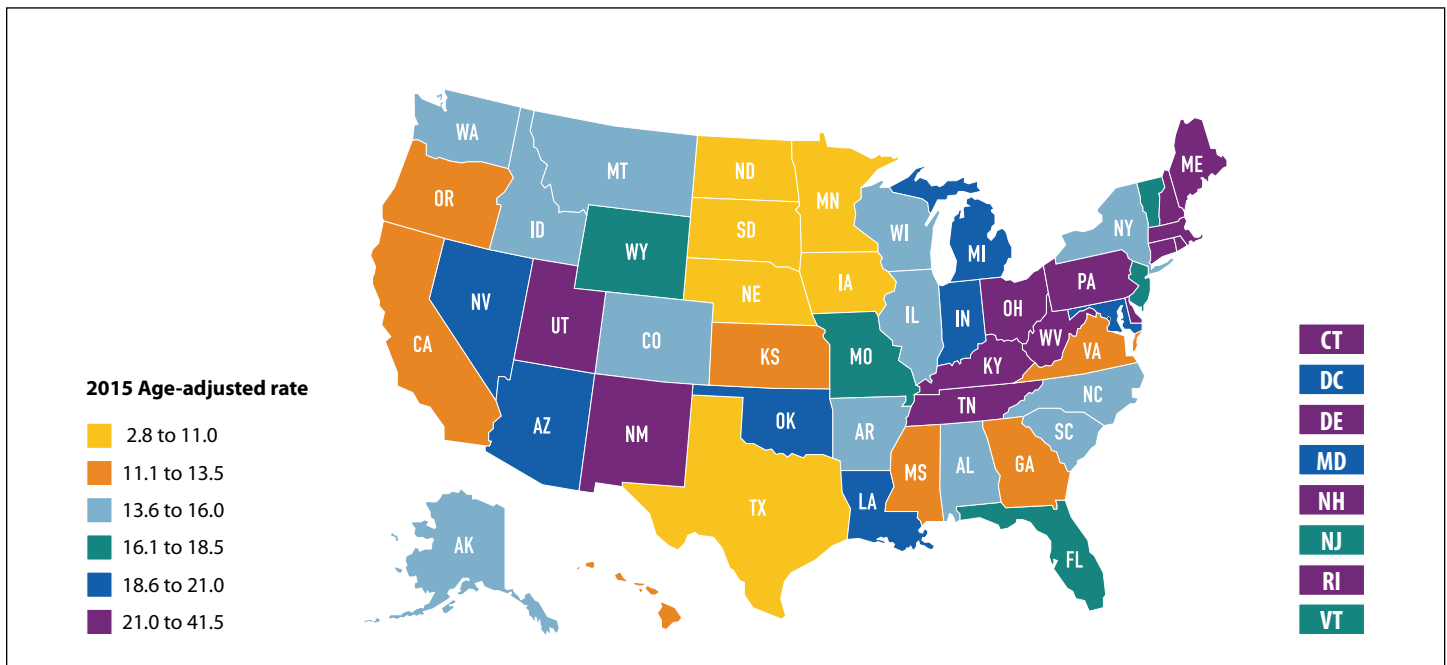 WA
MT
ND
MN
ME
OR
ID
SD
WI
NY
WY
MI
NV
NE
IA
PA
UT
CO
IL
IN
OH
WV
CA
KS
MO
KY
VA
CT
2015 Age-adjusted rate
DC
TN
NC
AZ
NM
OK
AR
SC
DE
2.8 to 11.0
MS
AL
GA
MD
11.1 to 13.5
TX
LA
NH
13.6 to 16.0
AK
NJ
16.1 to 18.5
FL
RI
18.6 to 21.0
VT
21.0 to 41.5